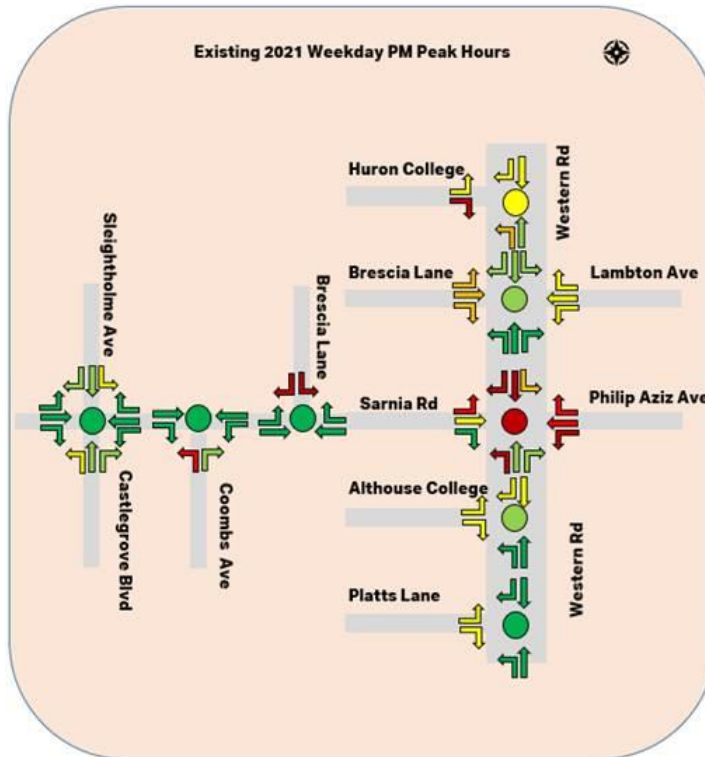 Existing 2021 Weekday PM Peak Hours
Huron College
Western Rd
Sleightholme Ave
Brescia Lane
Brescia Lane
Lambton Ave
Sarnia Rd
Philip Aziz Ave
Castlegrove Blvd
Coombs Ave
Althouse College
Western Rd
Platts Lane